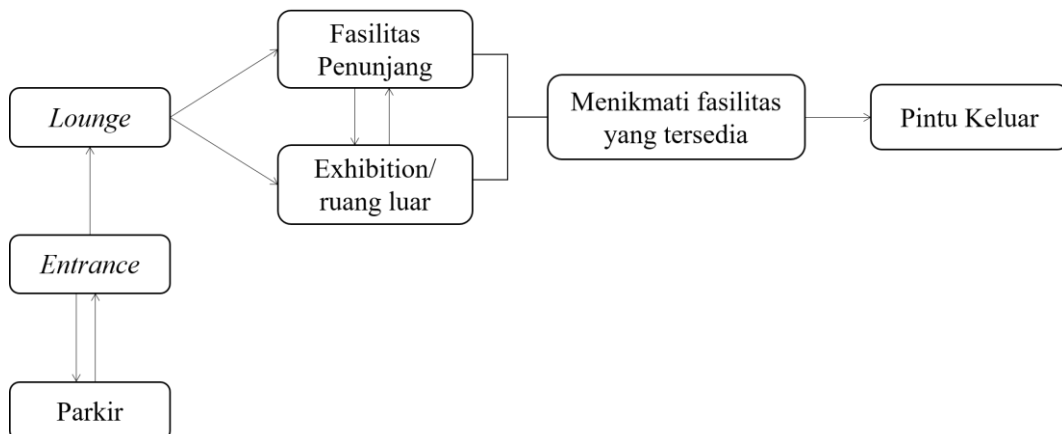 Fasilitas
Penunjang
Lounge
Menikmati fasilitas
yang tersedia
Pintu Keluar
Exhibition/
ruang luar
Entrance
Parkir